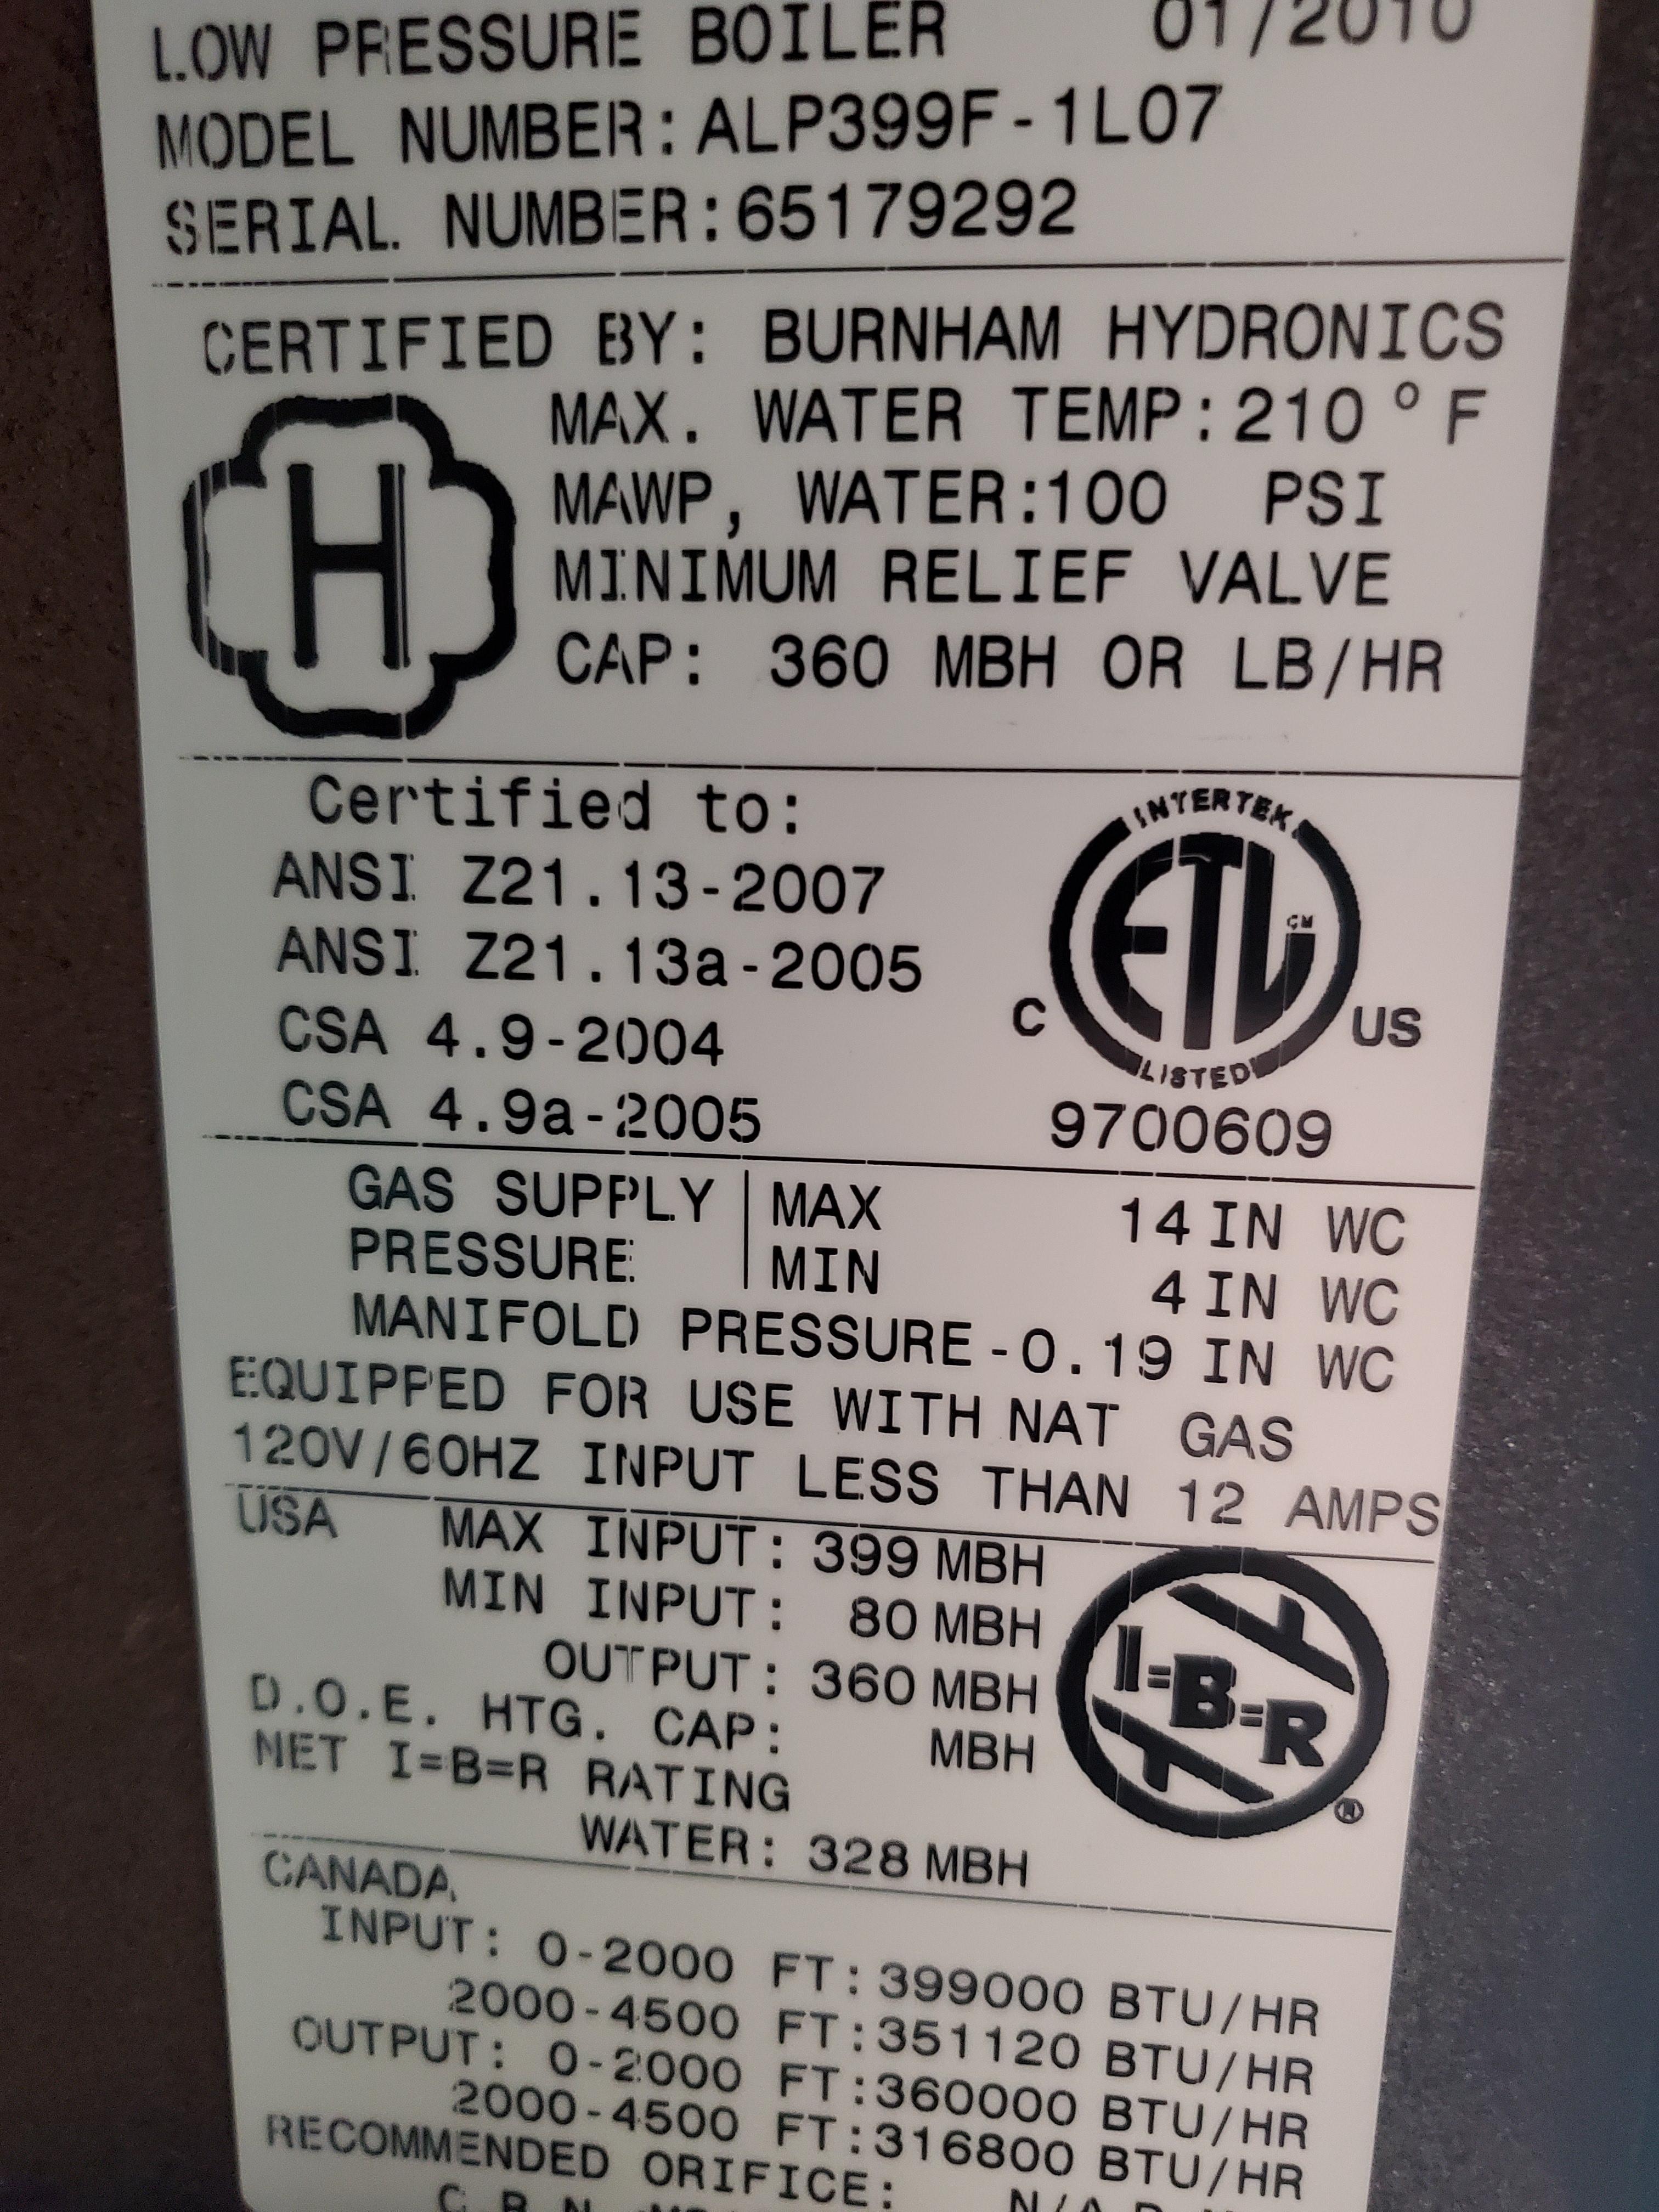 LOW PRESSURE BOILER 01/2010
MODEL NUMBER:ALP399F-1L07
SERIAL NUMBER:65179292
CERTIFIED BY: BURNHAM HYDRONICS
H
MAX. WATER TEMP:210°F
MAWP, WATER:100 PSI
MINIMUM RELIEF VALVE
CAP: 360 MBH OR LB/HR
Certified to:
ANSI Z21.13-2007
ANSI Z21.13a-2005
CSA 4.9-2004
CSA 4.9a-2005
INTERTEK
ETL
CM
C US
LISTED
9700609
GAS SUPPLY MAX 14 IN WC
PRESSURE MIN 4 IN WC
MANIFOLD PRESSURE-0.19 IN WC
EQUIPPED FOR USE WITH NAT GAS
120V/60HZ INPUT LESS THAN 12 AMPS
USA MAX INPUT: 399 MBH
MIN INPUT: 80 MBH
OUTPUT: 360 MBH
D.O.E. HTG. CAP: MBH
NET I=B=R RATING
WATER: 328 MBH
I=B=R
®
CANADA
INPUT: 0-2000 FT:399000 BTU/HR
2000-4500 FT:351120 BTU/HR
OUTPUT: 0-2000 FT:360000 BTU/HR
2000-4500 FT:316800 BTU/HR
RECOMMENDED ORIFICE: N/A